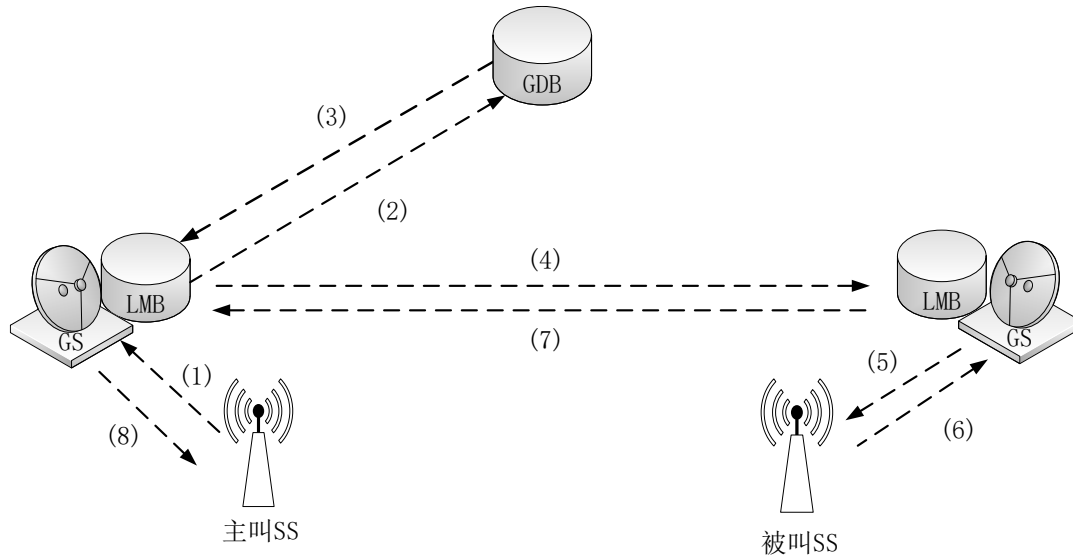 GDB
(3)
(2)
LMB
GS
(4)
(7)
LMB
GS
(1)
(8)
(5)
(6)
主叫SS
被叫SS